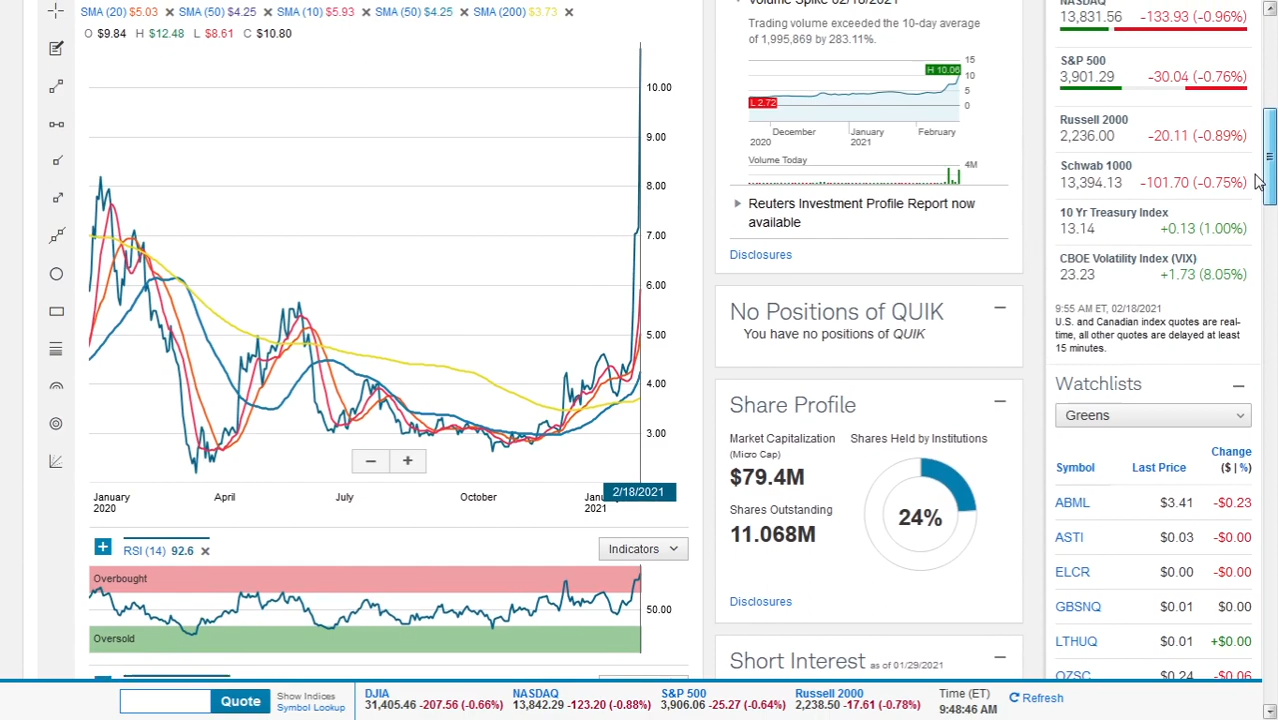 SMA (20) $5.03 SMA (50) $4.25 SMA (10) $5.93 SMA (50) $4.25 SMA (200) $3.73
O $9.84 H $12.48 L $8.61 C $10.80
10.00
9.00
8.00
7.00
6.00
5.00
4.00
3.00
January
2020
April
July
October
2021
2/18/2021
RSI (14) 92.6
Indicators
Overbought
50.00
Oversold
Volume Spike 02/18/2021
Trading volume exceeded the 10-day average
of 1,995,869 by 283.11%.
15
H 10.06
10
5
L 2.72
0
December
2020
January
2021
February
Volume Today
4M
Reuters Investment Profile Report now
available
Disclosures
No Positions of QUIK
You have no positions of QUIK
Share Profile
Market Capitalization
(Micro Cap)
$79.4M
Shares Outstanding
11.068M
Shares Held by Institutions
24%
Disclosures
Short Interest as of 01/29/2021
NASDAQ
13,831.56 -133.93 (-0.96%)
S&P 500
3,901.29 -30.04 (-0.76%)
Russell 2000
2,236.00 -20.11 (-0.89%)
Schwab 1000
13,394.13 -101.70 (-0.75%)
10 Yr Treasury Index
13.14 +0.13 (1.00%)
CBOE Volatility Index (VIX)
23.23 +1.73 (8.05%)
9:55 AM ET, 02/18/2021
U.S. and Canadian index quotes are real-
time, all other quotes are delayed at least
15 minutes.
Watchlists
Greens
Change
Symbol Last Price ($ | %)
ABML $3.41 -$0.23
ASTI $0.03 -$0.00
ELCR $0.00 -$0.00
GBSNQ $0.01 $0.00
LTHUQ $0.01 +$0.00
OZSC $0.24 -$0.06
Quote
Show Indices
Symbol Lookup
DJIA
31,405.46 -207.56 (-0.66%)
NASDAQ
13,842.29 -123.20 (-0.88%)
S&P 500
3,906.06 -25.27 (-0.64%)
Russell 2000
2,238.50 -17.61 (-0.78%)
Time (ET)
9:48:46 AM
Refresh